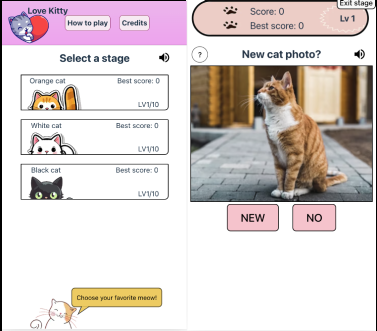 Love Kitty
How to play
Credits
Select a stage
Orange cat
Best score: 0
LV1/10
White cat
Best score: 0
LV1/10
Black cat
Best score: 0
LV1/10
Choose your favorite meow!
Exit stage
Score: 0
Best score: 0
Lv 1
?
New cat photo?
NEW
NO